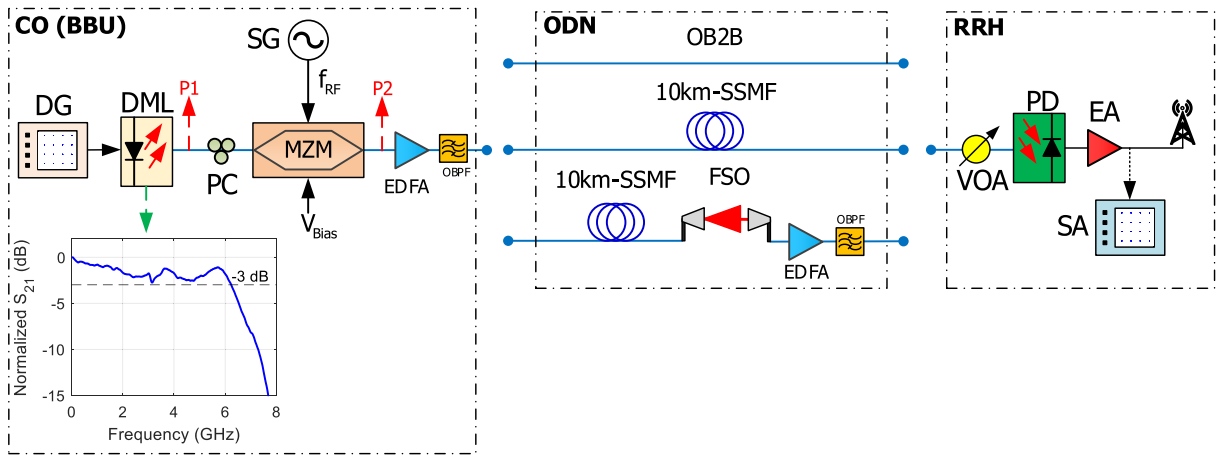 CO (BBU)
SG
f_RF
DG
DML
P1
P2
PC
MZM
EDFA
OBPF
V_Bias
Normalized S_21 (dB)
0
-5
-10
-15
-3 dB
0 2 4 6 8
Frequency (GHz)
ODN
OB2B
10km-SSMF
10km-SSMF
FSO
OBPF
EDFA
RRH
PD
EA
VOA
SA